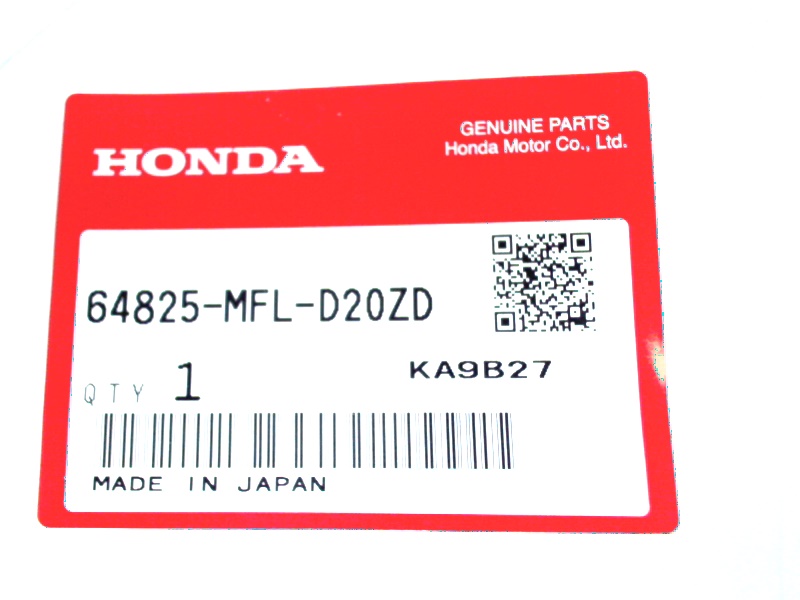 HONDA
GENUINE PARTS
Honda Motor Co., Ltd.
64825-MFL-D20ZD
QTY 1
KA9B27
MADE IN JAPAN